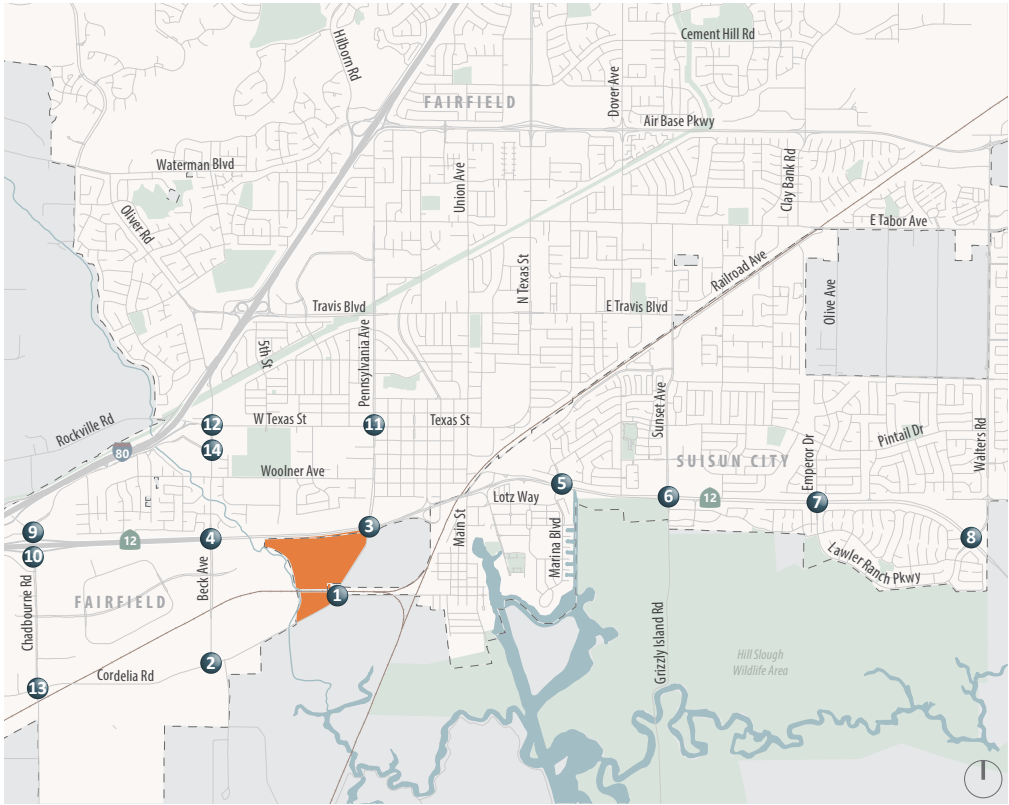 Cement Hill Rd
Hilborn Rd
Dover Ave
FAIRFIELD
Air Base Pkwy
Waterman Blvd
Union Ave
Clay Bank Rd
Oliver Rd
E Tabor Ave
N Texas St
Railroad Ave
Olive Ave
Travis Blvd
E Travis Blvd
5th St
Pennsylvania Ave
Sunset Ave
Rockville Rd
12
W Texas St
11
Texas St
Walters Rd
Pintail Dr
Emperor Dr
80
14
Woolner Ave
SUISUN CITY
5
Lotz Way
6
12
7
9
12
4
3
Main St
Marina Blvd
8
10
Lawler Ranch Pkwy
Chadbourne Rd
Beck Ave
FAIRFIELD
1
Grizzly Island Rd
2
Hill Slough
Wildlife Area
Cordelia Rd
13